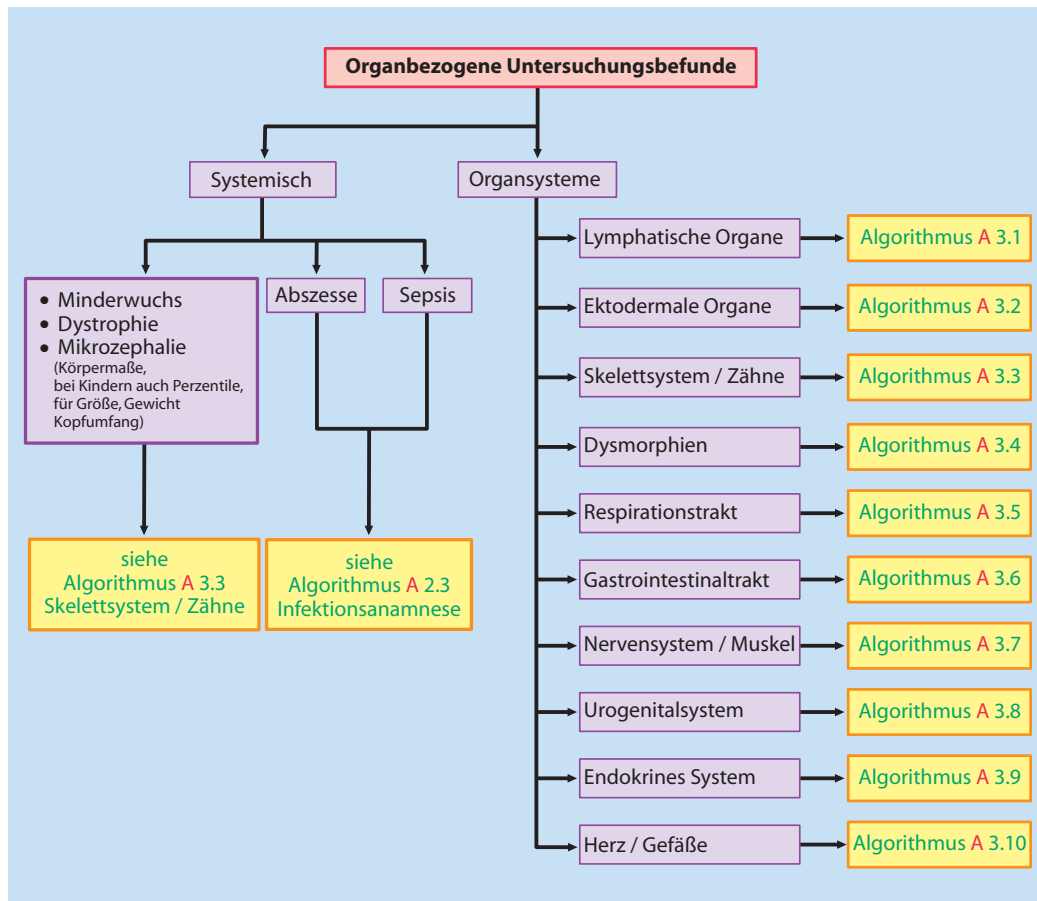 Organbezogene Untersuchungsbefunde
Systemisch
Organsysteme
• Minderwuchs
• Dystrophie
• Mikrozephalie
(Körpermaße,
bei Kindern auch Perzentile,
für Größe, Gewicht
Kopfumfang)
Abszesse
Sepsis
siehe
Algorithmus A 3.3
Skelettsystem / Zähne
siehe
Algorithmus A 2.3
Infektionsanamnese
Lymphatische Organe
Algorithmus A 3.1
Ektodermale Organe
Algorithmus A 3.2
Skelettsystem / Zähne
Algorithmus A 3.3
Dysmorphien
Algorithmus A 3.4
Respirationstrakt
Algorithmus A 3.5
Gastrointestinaltrakt
Algorithmus A 3.6
Nervensystem / Muskel
Algorithmus A 3.7
Urogenitalsystem
Algorithmus A 3.8
Endokrines System
Algorithmus A 3.9
Herz / Gefäße
Algorithmus A 3.10